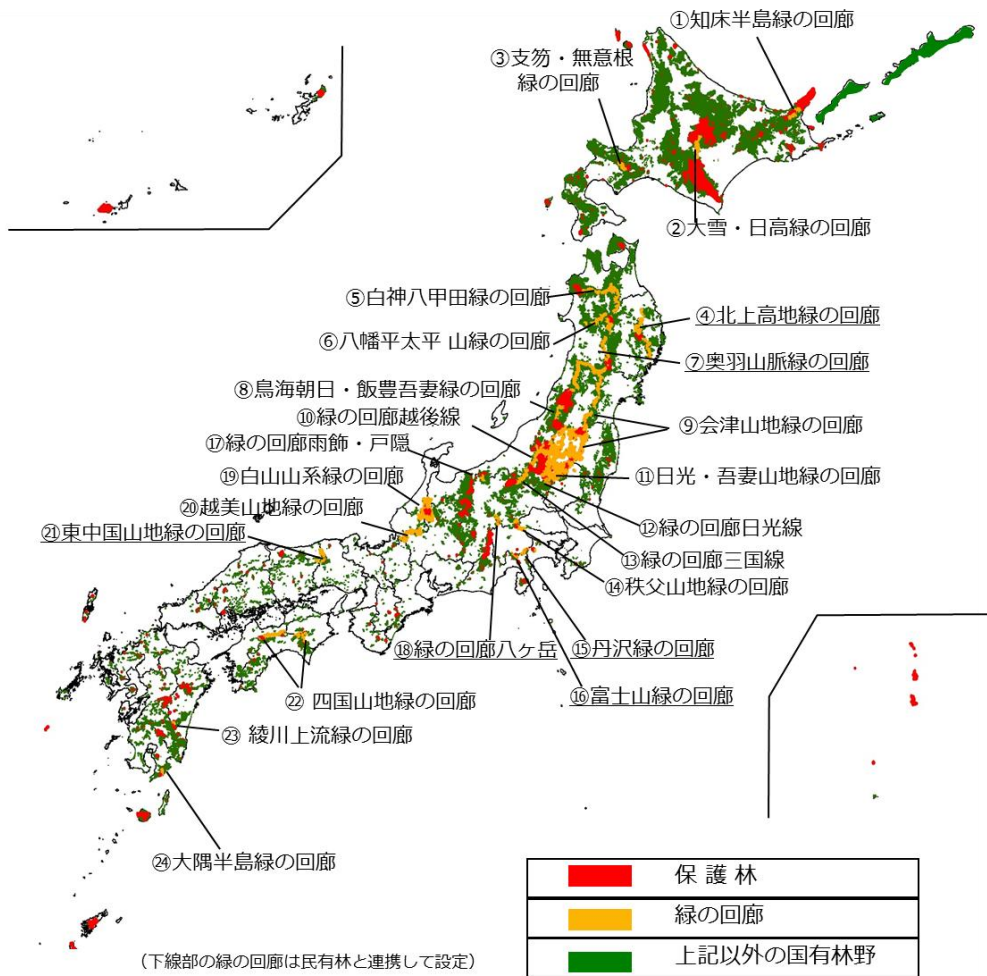 ①知床半島緑の回廊
③支笏・無意根
緑の回廊
②大雪・日高緑の回廊
⑤白神八甲田緑の回廊
④北上高地緑の回廊
⑥八幡平太平 山緑の回廊
⑦奥羽山脈緑の回廊
⑧鳥海朝日・飯豊吾妻緑の回廊
⑩緑の回廊越後線
⑨会津山地緑の回廊
⑰緑の回廊雨飾・戸隠
⑲白山山系緑の回廊
⑪日光・吾妻山地緑の回廊
⑳越美山地緑の回廊
⑫緑の回廊日光線
㉑東中国山地緑の回廊
⑬緑の回廊三国線
⑭秩父山地緑の回廊
⑱緑の回廊八ヶ岳
⑮丹沢緑の回廊
㉒ 四国山地緑の回廊
⑯富士山緑の回廊
㉓ 綾川上流緑の回廊
㉔大隅半島緑の回廊
保 護 林
緑の回廊
上記以外の国有林野
（下線部の緑の回廊は民有林と連携して設定）